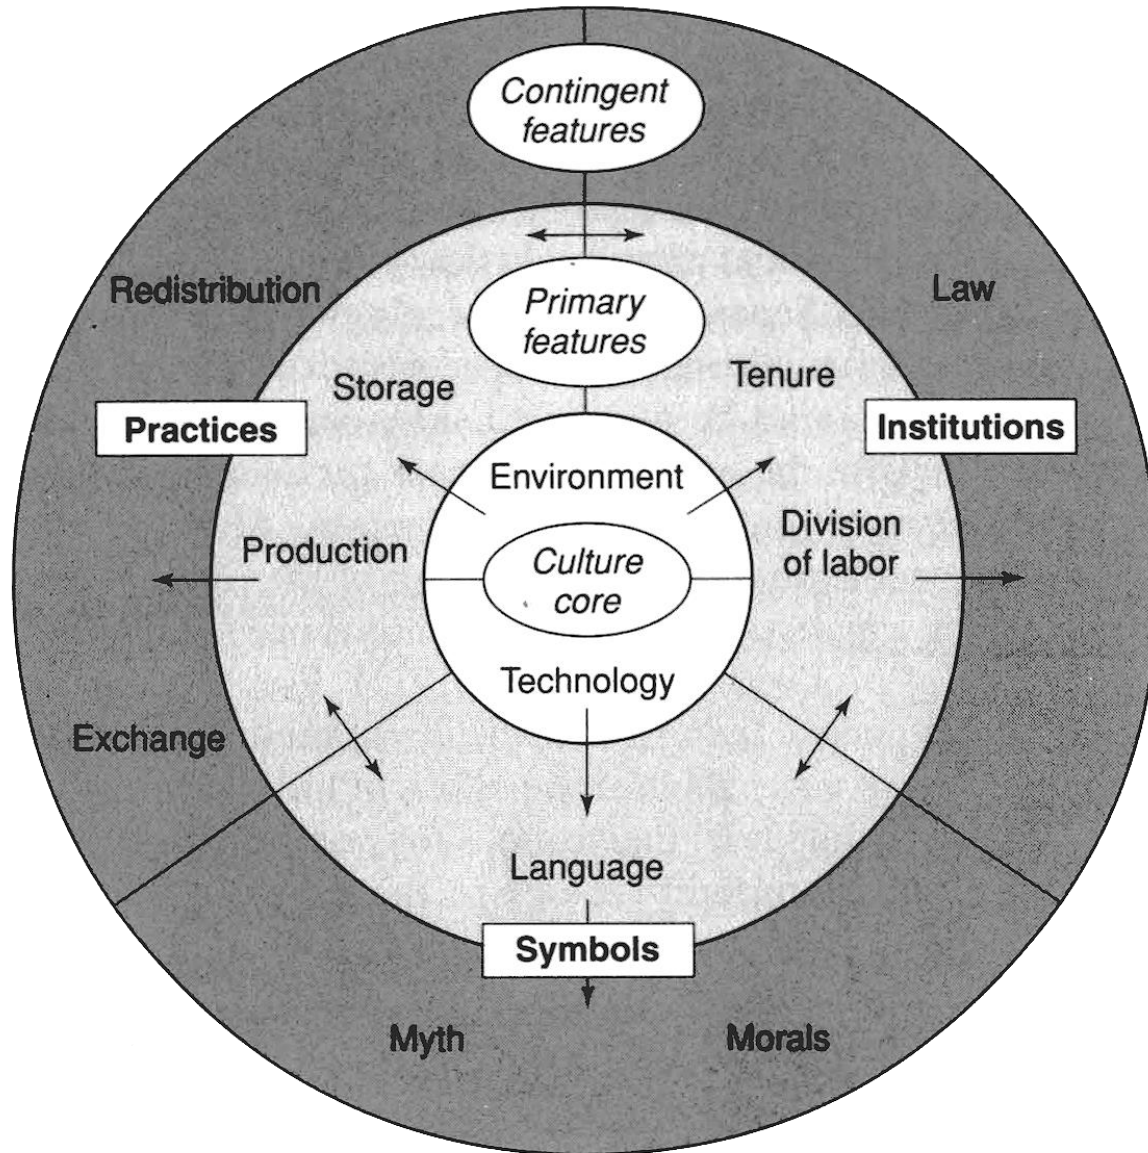 Contingent
features
Redistribution
Law
Primary
features
Storage
Tenure
Practices
Institutions
Environment
Production
Division
of labor
Culture
core
Technology
Exchange
Language
Symbols
Myth
Morals